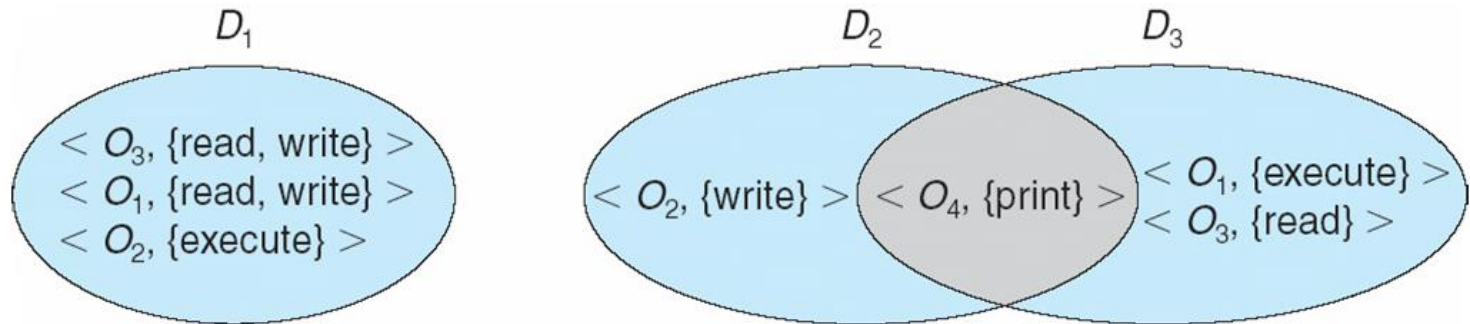 D₁
D₂
D₃
< O₃, {read, write} >
< O₁, {read, write} >
< O₂, {execute} >
< O₂, {write} >
< O₄, {print} >
< O₁, {execute} >
< O₃, {read} >